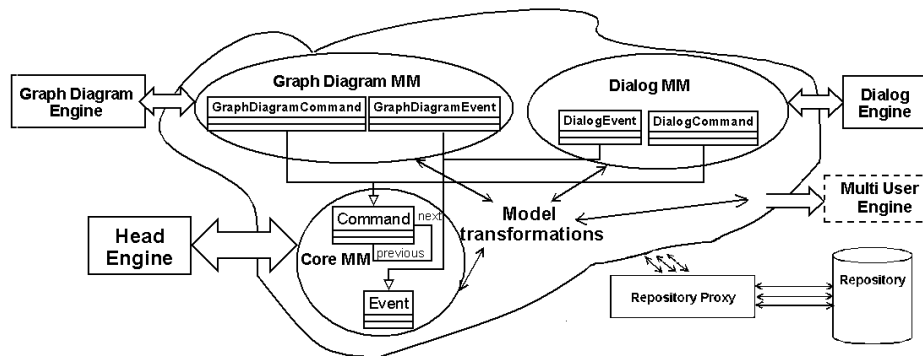 Graph Diagram MM
Dialog MM
Graph Diagram
Engine
GraphDiagramCommand
GraphDiagramEvent
DialogEvent
DialogCommand
Dialog
Engine
Multi User
Engine
Command
next
previous
Model
transformations
Head
Engine
Core MM
Event
Repository Proxy
Repository